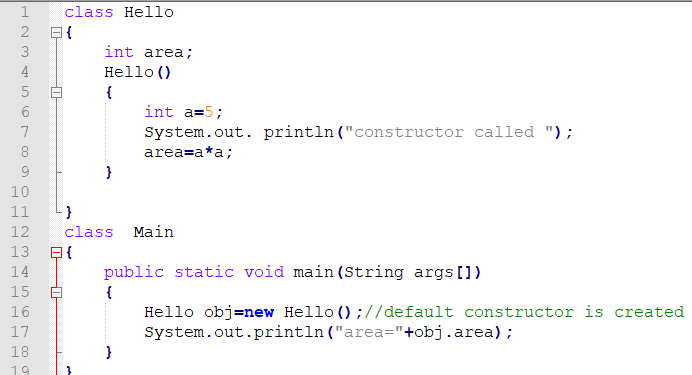 1 class Hello
2 {
3 int area;
4 Hello()
5 {
6 int a=5;
7 System.out. println("constructor called ");
8 area=a*a;
9 }
10
11 }
12 class  Main
13 {
14 public static void main(String args[])
15 {
16 Hello obj=new Hello();//default constructor is created
17 System.out.println("area="+obj.area);
18 }
19 }